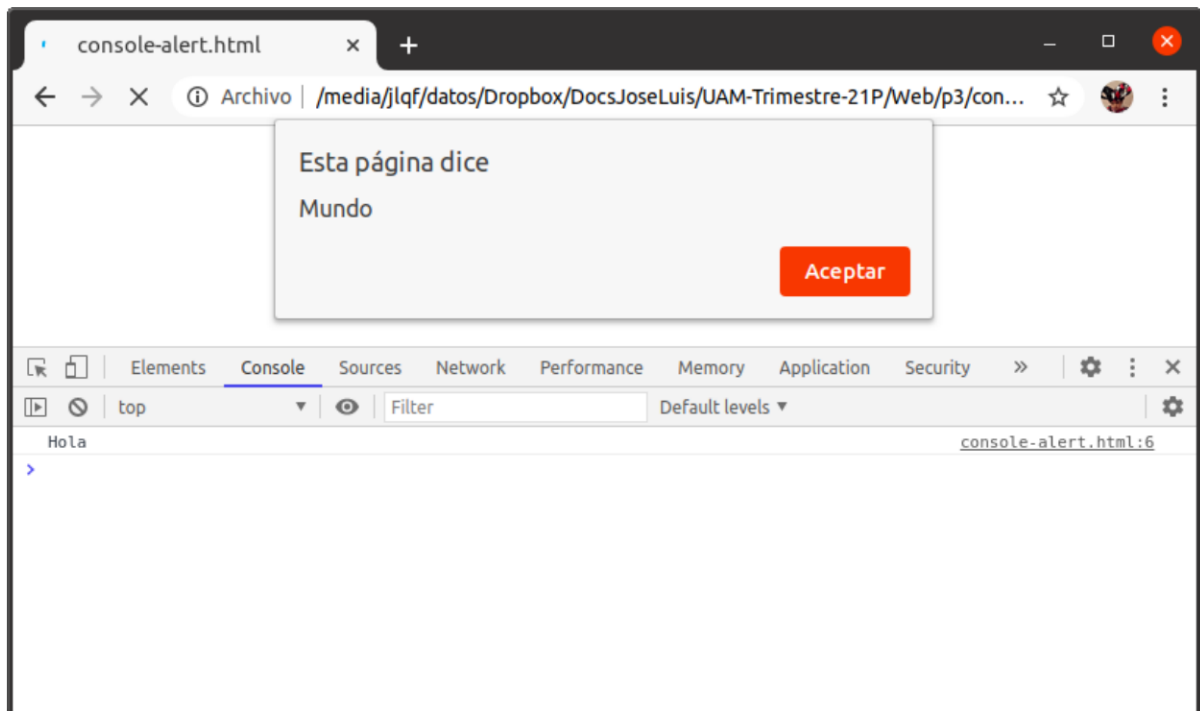 console-alert.html
Archivo | /media/jlqf/datos/Dropbox/DocsJoseLuis/UAM-Trimestre-21P/Web/p3/con...
Esta página dice
Mundo
Aceptar
Elements Console Sources Network Performance Memory Application Security »
top Filter Default levels
Hola console-alert.html:6
>